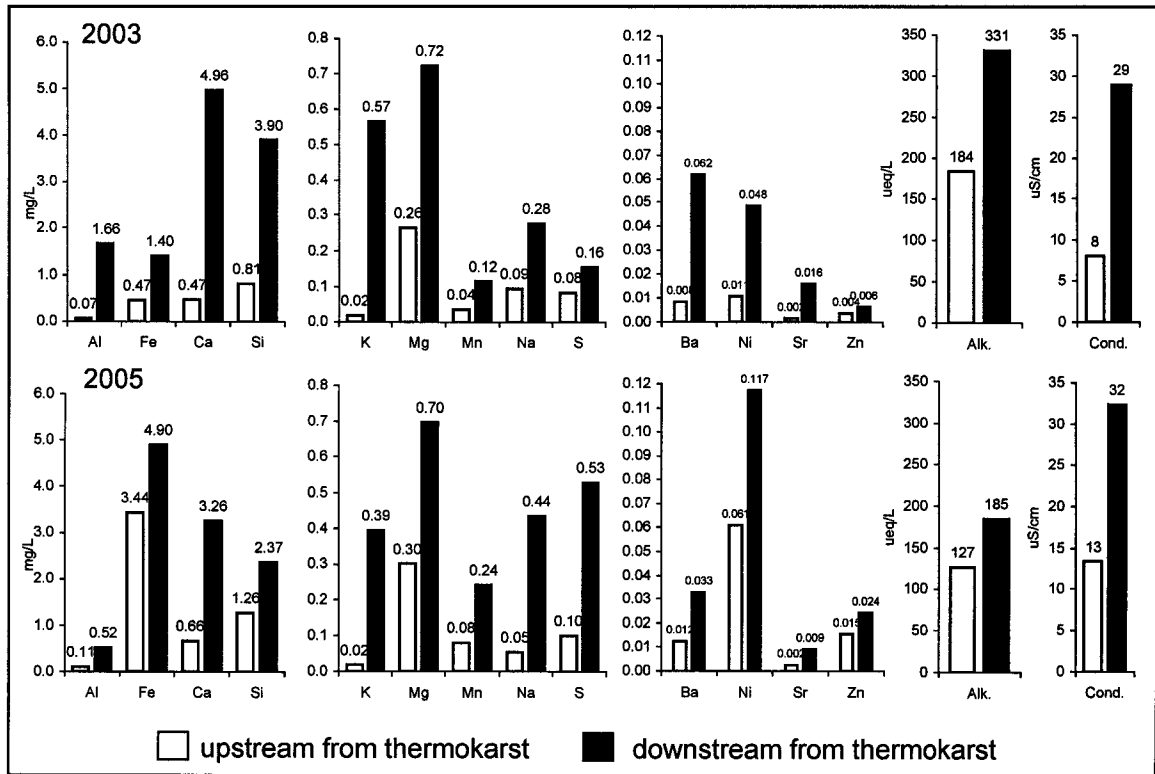 2003
6.0 5.0 4.0 3.0 2.0 1.0 0.0
mg/L
0.07 1.66 0.47 1.40 0.47 4.96 0.81 3.90
Al Fe Ca Si
0.8 0.7 0.6 0.5 0.4 0.3 0.2 0.1 0.0
0.02 0.57 0.26 0.72 0.04 0.12 0.09 0.28 0.08 0.16
K Mg Mn Na S
0.12 0.11 0.10 0.09 0.08 0.07 0.06 0.05 0.04 0.03 0.02 0.01 0.00
0.008 0.062 0.011 0.048 0.016 0.004 0.006
Ba Ni Sr Zn
350 300 250 200 150 100 50 0
ueq/L
184 331
Alk.
35 30 25 20 15 10 5 0
uS/cm
8 29
Cond.
2005
6.0 5.0 4.0 3.0 2.0 1.0 0.0
mg/L
0.11 0.52 3.44 4.90 0.66 3.26 1.26 2.37
Al Fe Ca Si
0.8 0.7 0.6 0.5 0.4 0.3 0.2 0.1 0.0
0.02 0.39 0.30 0.70 0.08 0.24 0.05 0.44 0.10 0.53
K Mg Mn Na S
0.12 0.11 0.10 0.09 0.08 0.07 0.06 0.05 0.04 0.03 0.02 0.01 0.00
0.012 0.033 0.061 0.117 0.002 0.009 0.015 0.024
Ba Ni Sr Zn
350 300 250 200 150 100 50 0
ueq/L
127 185
Alk.
35 30 25 20 15 10 5 0
uS/cm
13 32
Cond.
upstream from thermokarst
downstream from thermokarst